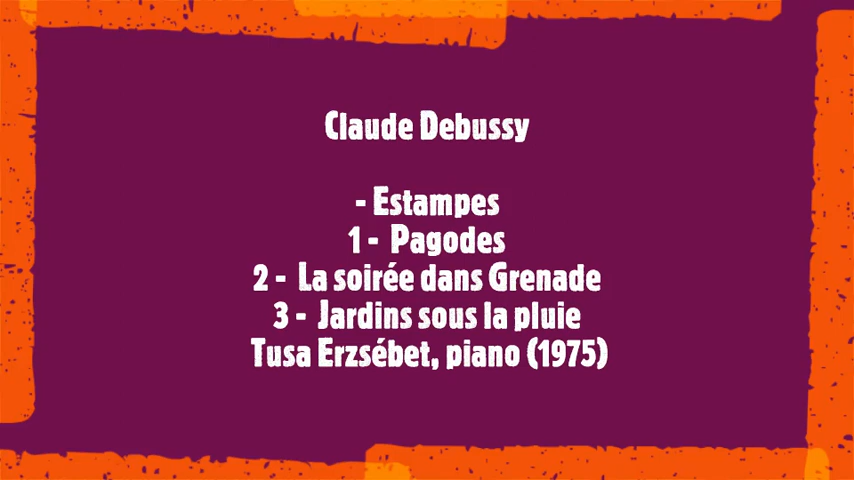 Claude Debussy
- Estampes
1 - Pagodes
2 - La soirée dans Grenade
3 - Jardins sous la pluie
Tusa Erzsébet, piano (1975)